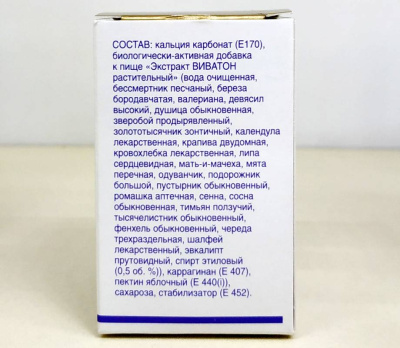 СОСТАВ: кальция карбонат (Е170),
биологически-активная добавка
к пище «Экстракт ВИВАТОН
растительный» (вода очищенная,
бессмертник песчаный, береза
бородавчатая, валериана, девясил
высокий, душица обыкновенная,
зверобой продырявленный,
золототысячник зонтичный, календула
лекарственная, крапива двудомная,
кровохлебка лекарственная, липа
сердцевидная, мать-и-мачеха, мята
перечная, одуванчик, подорожник
большой, пустырник обыкновенный,
ромашка аптечная, сенна, сосна
обыкновенная, тимьян ползучий,
тысячелистник обыкновенный,
фенхель обыкновенный, череда
трехраздельная, шалфей
лекарственный, эвкалипт
прутовидный, спирт этиловый
(0,5 об. %)), каррагинан (Е 407),
пектин яблочный (Е 440(i)),
сахароза, стабилизатор (Е 452).